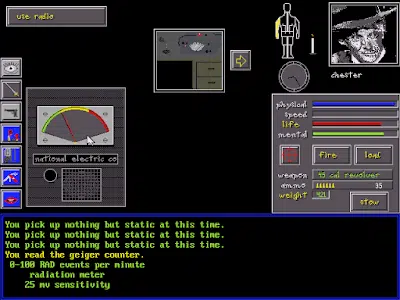 use radio
chester
physical
speed
life
mental
fire
load
weapon
45 cal revolver
ammo
35
weight
421
stow
national electric co
You pick up nothing but static at this time.
You pick up nothing but static at this time.
You pick up nothing but static at this time.
You read the geiger counter.
0-100 RAD events per minute
radiation meter
25 mv sensitivity